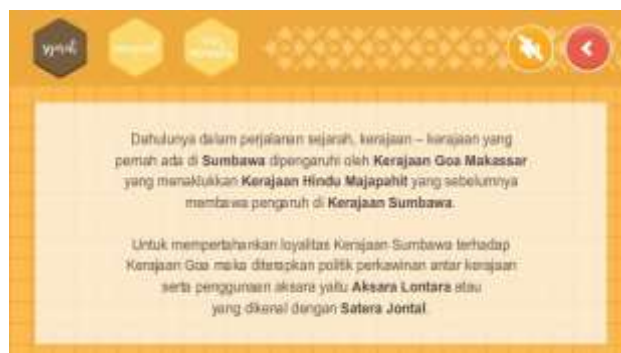 Dahulunya dalam perjalanan sejarah, kerajaan – kerajaan yang
pernah ada di Sumbawa dipengaruhi oleh Kerajaan Goa Makassar
yang menaklukkan Kerajaan Hindu Majapahit yang sebelumnya
membawa pengaruh di Kerajaan Sumbawa.
Untuk mempertahankan loyalitas Kerajaan Sumbawa terhadap
Kerajaan Goa maka diterapkan politik perkawinan antar kerajaan
serta penggunaan aksara yaitu Aksara Lontara atau
yang dikenal dengan Satera Jontal.